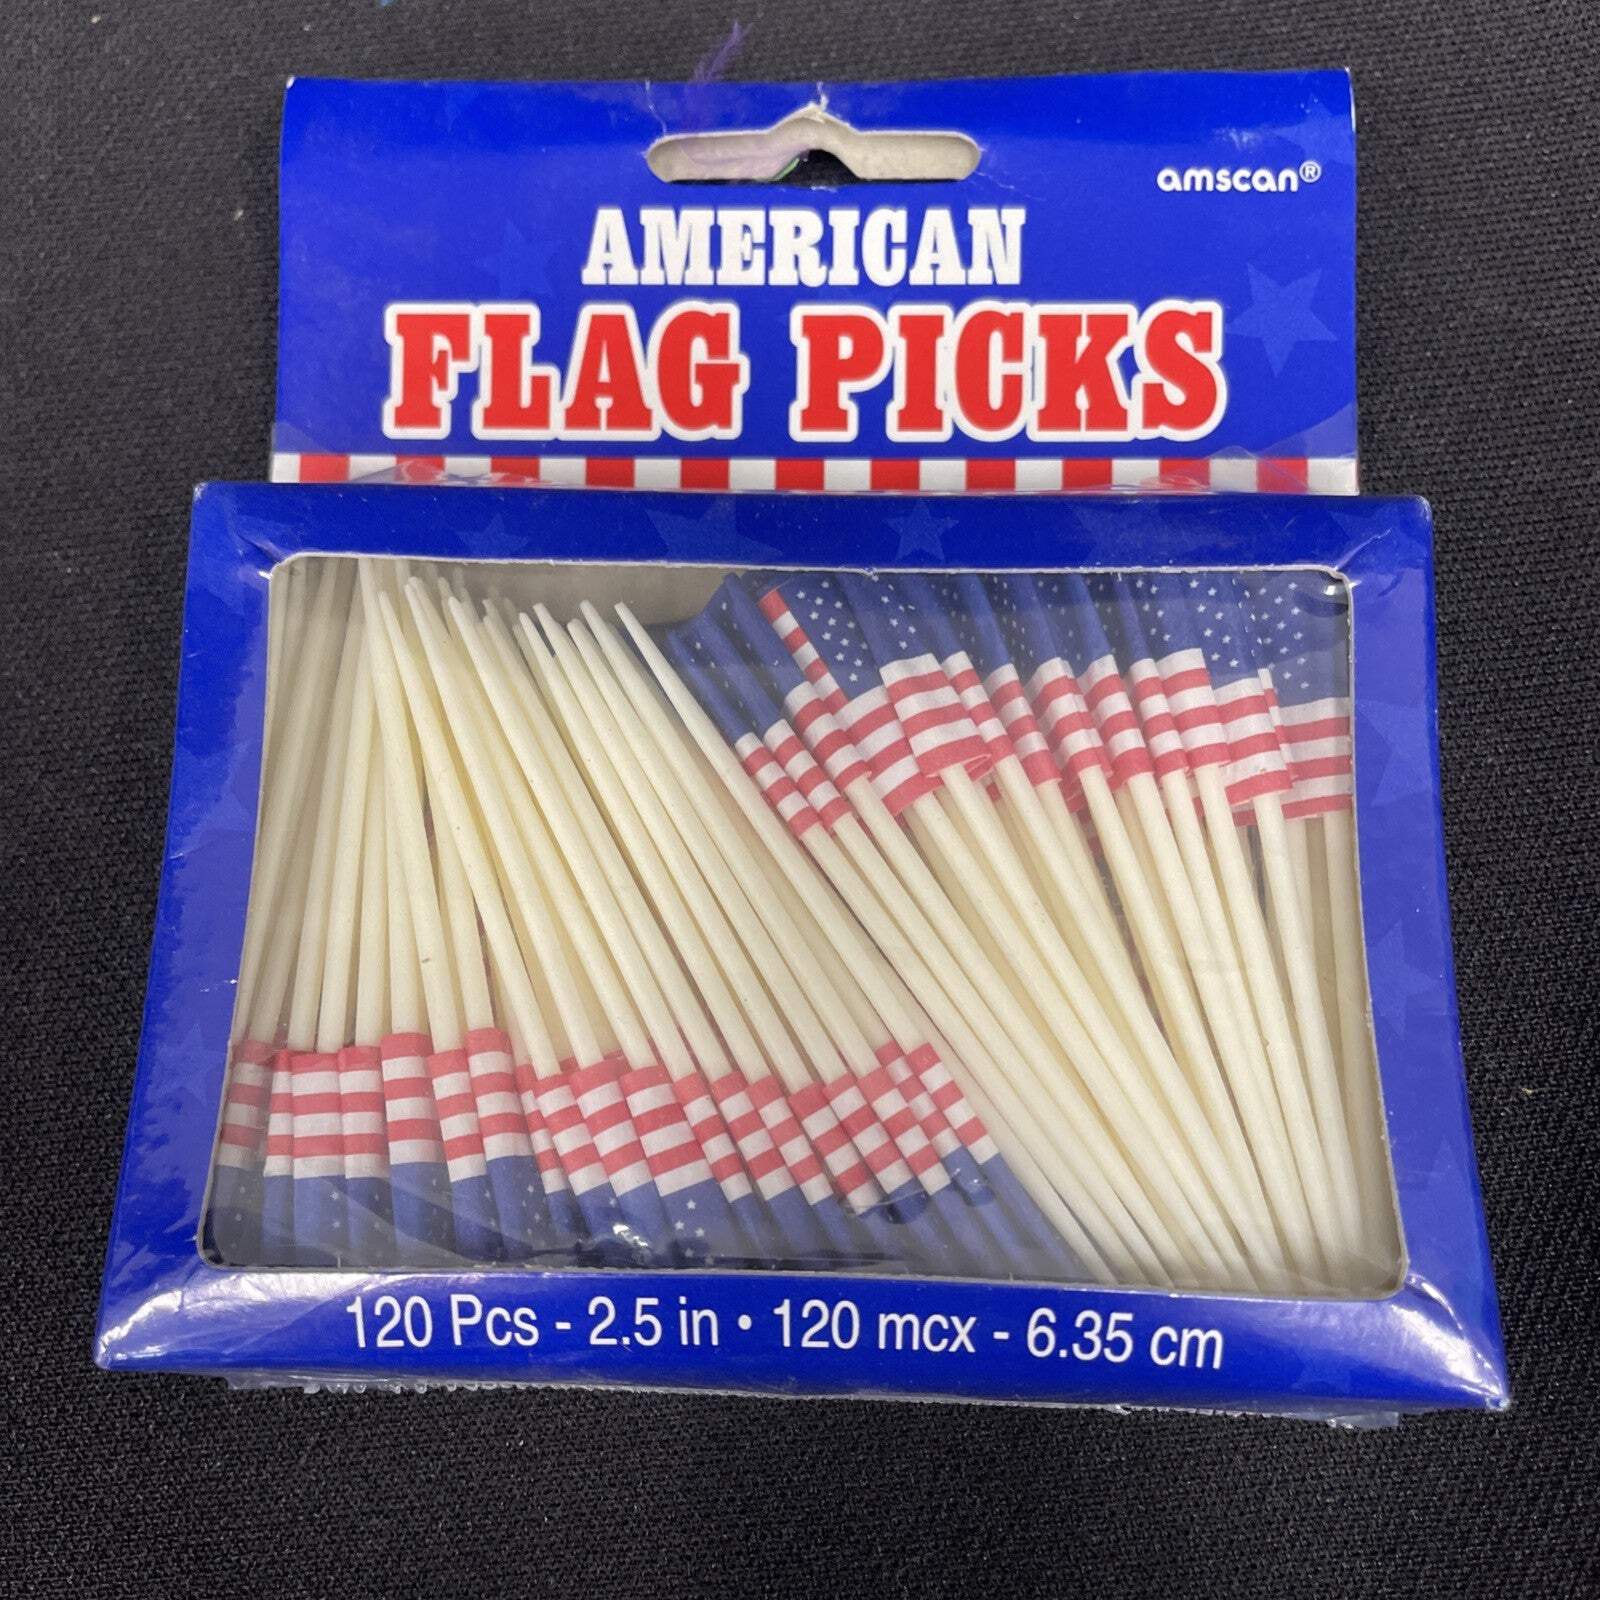 amscan®
AMERICAN
FLAG PICKS
120 Pcs - 2.5 in • 120 mcx - 6.35 cm